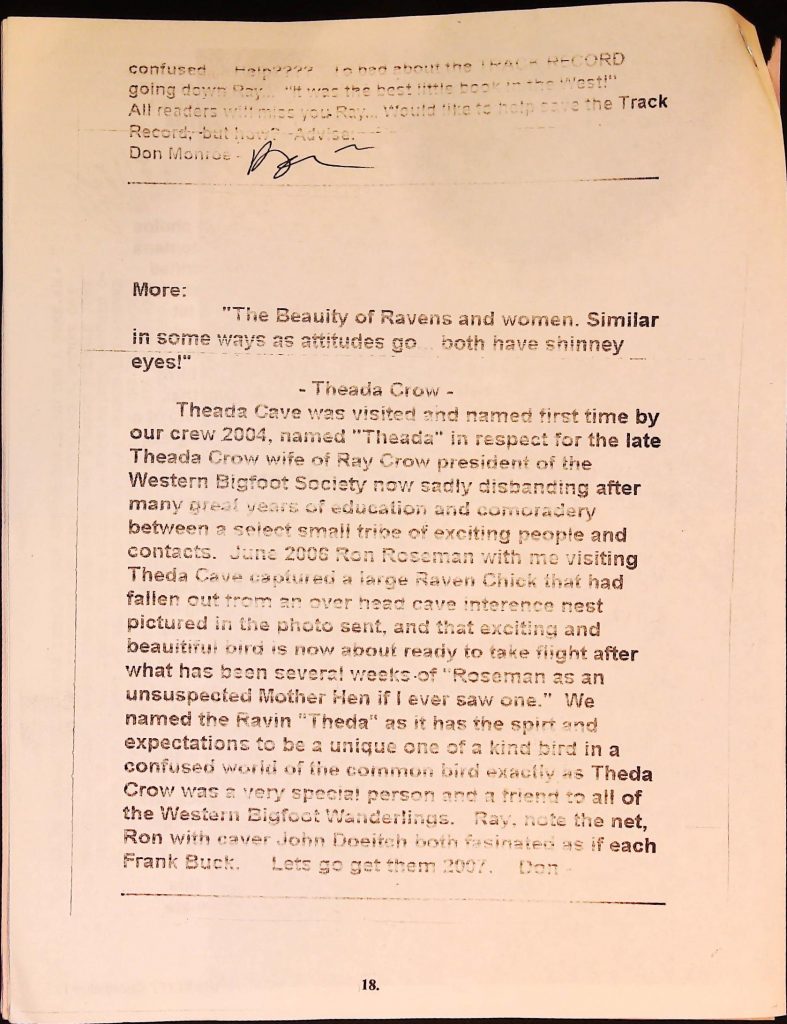 confused... Help???? To bad about the TRACK RECORD
going down Ray... "It was the best little book in the West!"
All readers will miss you Ray... Would like to help save the Track
Record, but how? Advise.
Don Monroe -
More:
"The Beauity of Ravens and women. Similar
in some ways as attitudes go... both have shinney
eyes!"
- Theada Crow -
Theada Cave was visited and named first time by
our crew 2004, named "Theada" in respect for the late
Theada Crow wife of Ray Crow president of the
Western Bigfoot Society now sadly disbanding after
many great years of education and comoradery
between a select small tribe of exciting people and
contacts. June 2006 Ron Roseman with me visiting
Theda Cave captured a large Raven Chick that had
fallen out from an over head cave interence nest
pictured in the photo sent, and that exciting and
beauitiful bird is now about ready to take flight after
what has been several weeks of "Roseman as an
unsuspected Mother Hen if I ever saw one." We
named the Ravin "Theda" as it has the spirt and
expectations to be a unique one of a kind bird in a
confused world of the common bird exactly as Theda
Crow was a very special person and a friend to all of
the Western Bigfoot Wanderlings. Ray, note the net,
Ron with caver John Doeitch both fasinated as if each
Frank Buck. Lets go get them 2007. Don -
18.